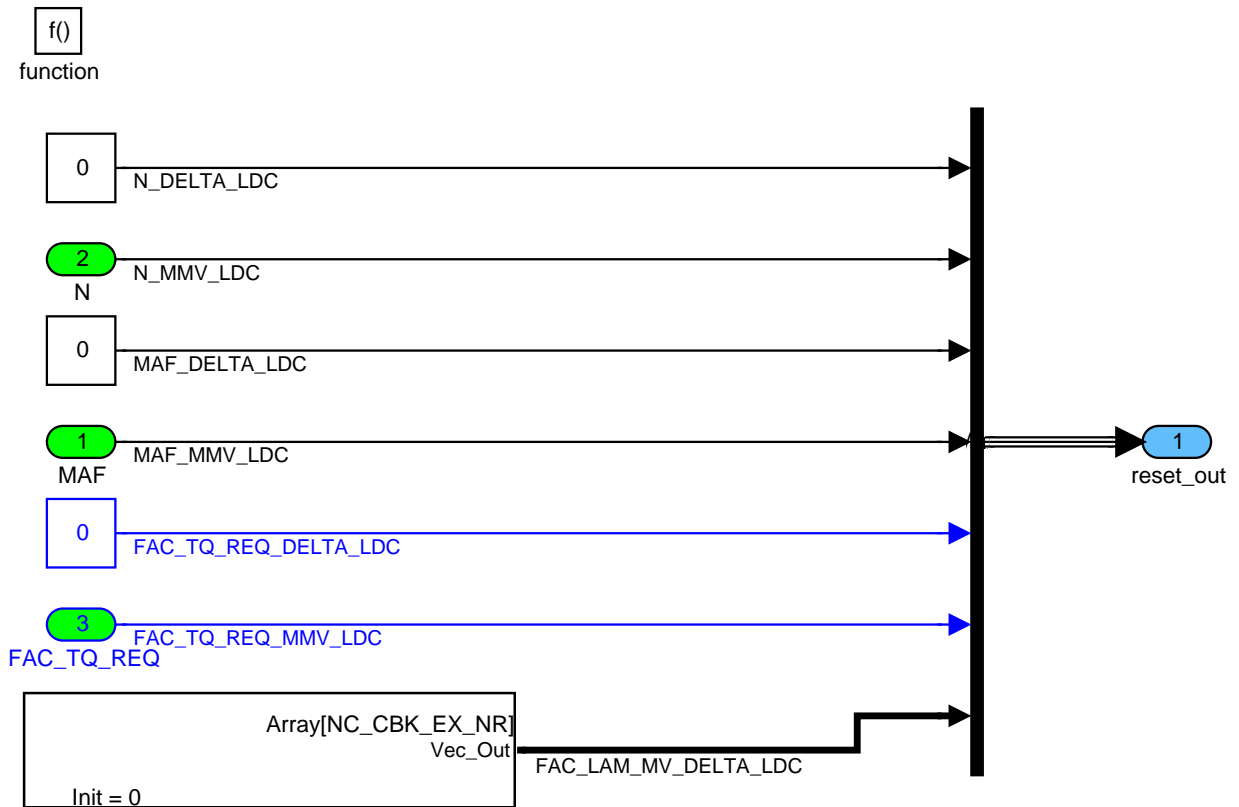 f()
function
0
N_DELTA_LDC
2
N_MMV_LDC
N
0
MAF_DELTA_LDC
1
MAF_MMV_LDC
MAF
1
reset_out
0
FAC_TQ_REQ_DELTA_LDC
3
FAC_TQ_REQ_MMV_LDC
FAC_TQ_REQ
Array[NC_CBK_EX_NR]
Vec_Out
FAC_LAM_MV_DELTA_LDC
Init = 0